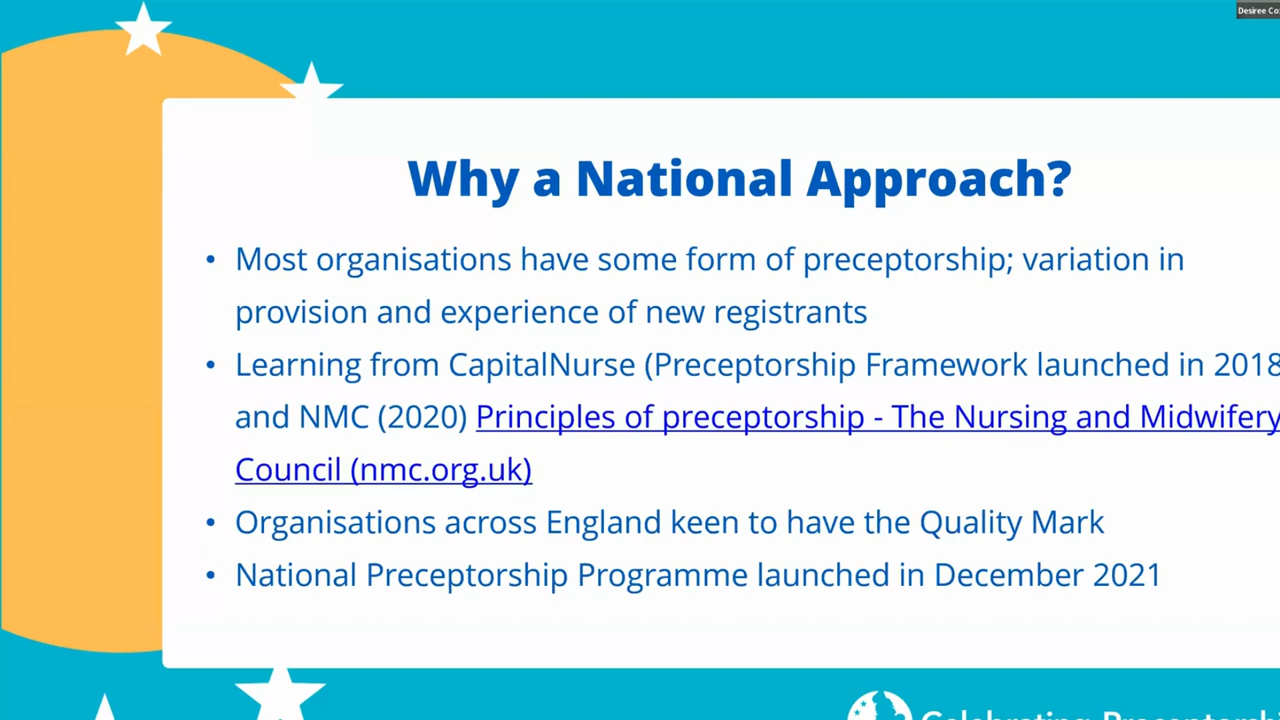 Desiree
Why a National Approach?
• Most organisations have some form of preceptorship; variation in
provision and experience of new registrants
• Learning from CapitalNurse (Preceptorship Framework launched in 2018
and NMC (2020) Principles of preceptorship - The Nursing and Midwifery
Council (nmc.org.uk)
• Organisations across England keen to have the Quality Mark
• National Preceptorship Programme launched in December 2021
Celebrating